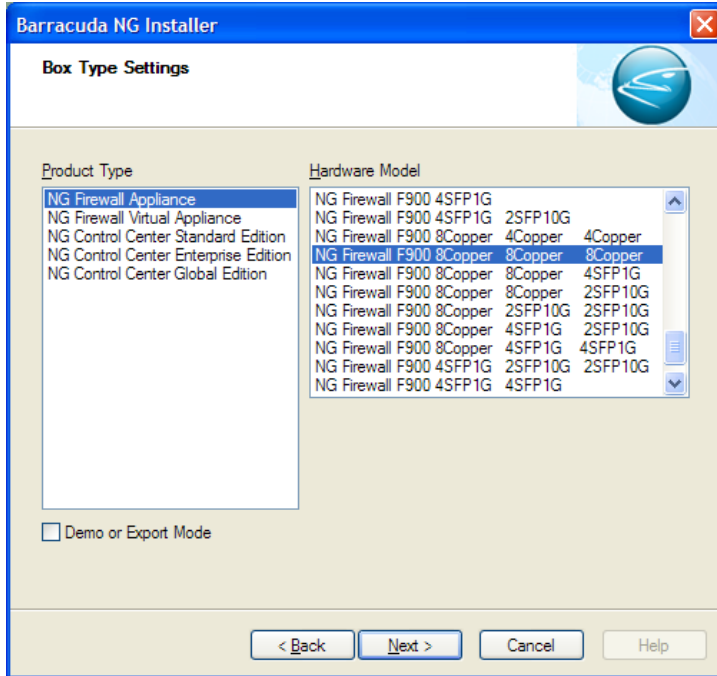 Barracuda NG Installer
Box Type Settings
Product Type
NG Firewall Appliance
NG Firewall Virtual Appliance
NG Control Center Standard Edition
NG Control Center Enterprise Edition
NG Control Center Global Edition
Demo or Export Mode
Hardware Model
NG Firewall F900 4SFP1G
NG Firewall F900 4SFP1G 2SFP10G
NG Firewall F900 8Copper 4Copper 4Copper
NG Firewall F900 8Copper 8Copper 8Copper
NG Firewall F900 8Copper 8Copper 4SFP1G
NG Firewall F900 8Copper 8Copper 2SFP10G
NG Firewall F900 8Copper 2SFP10G 2SFP10G
NG Firewall F900 8Copper 4SFP1G 2SFP10G
NG Firewall F900 8Copper 4SFP1G 4SFP1G
NG Firewall F900 4SFP1G 2SFP10G 2SFP10G
NG Firewall F900 4SFP1G 4SFP1G
< Back
Next >
Cancel
Help